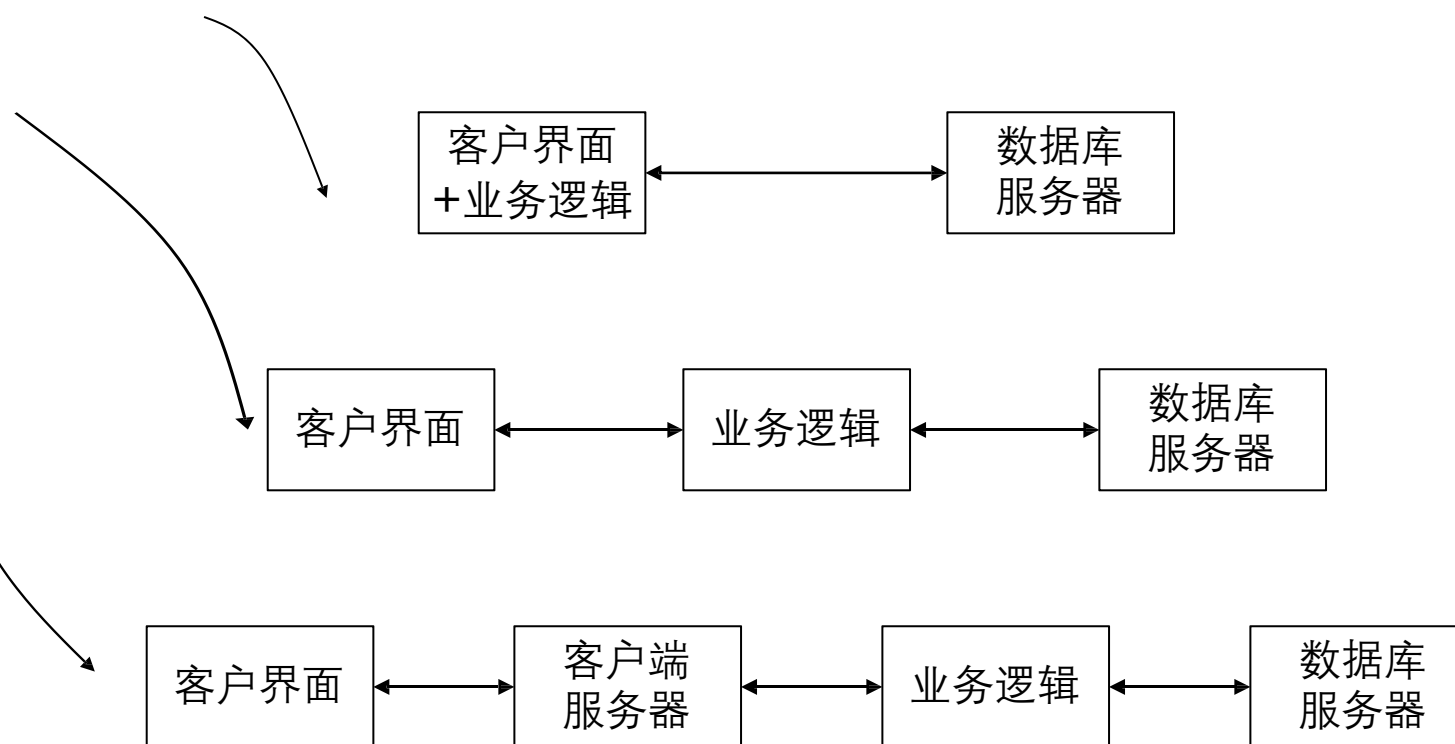 客户界面
+业务逻辑
数据库
服务器
客户界面
业务逻辑
数据库
服务器
客户界面
客户端
服务器
业务逻辑
数据库
服务器